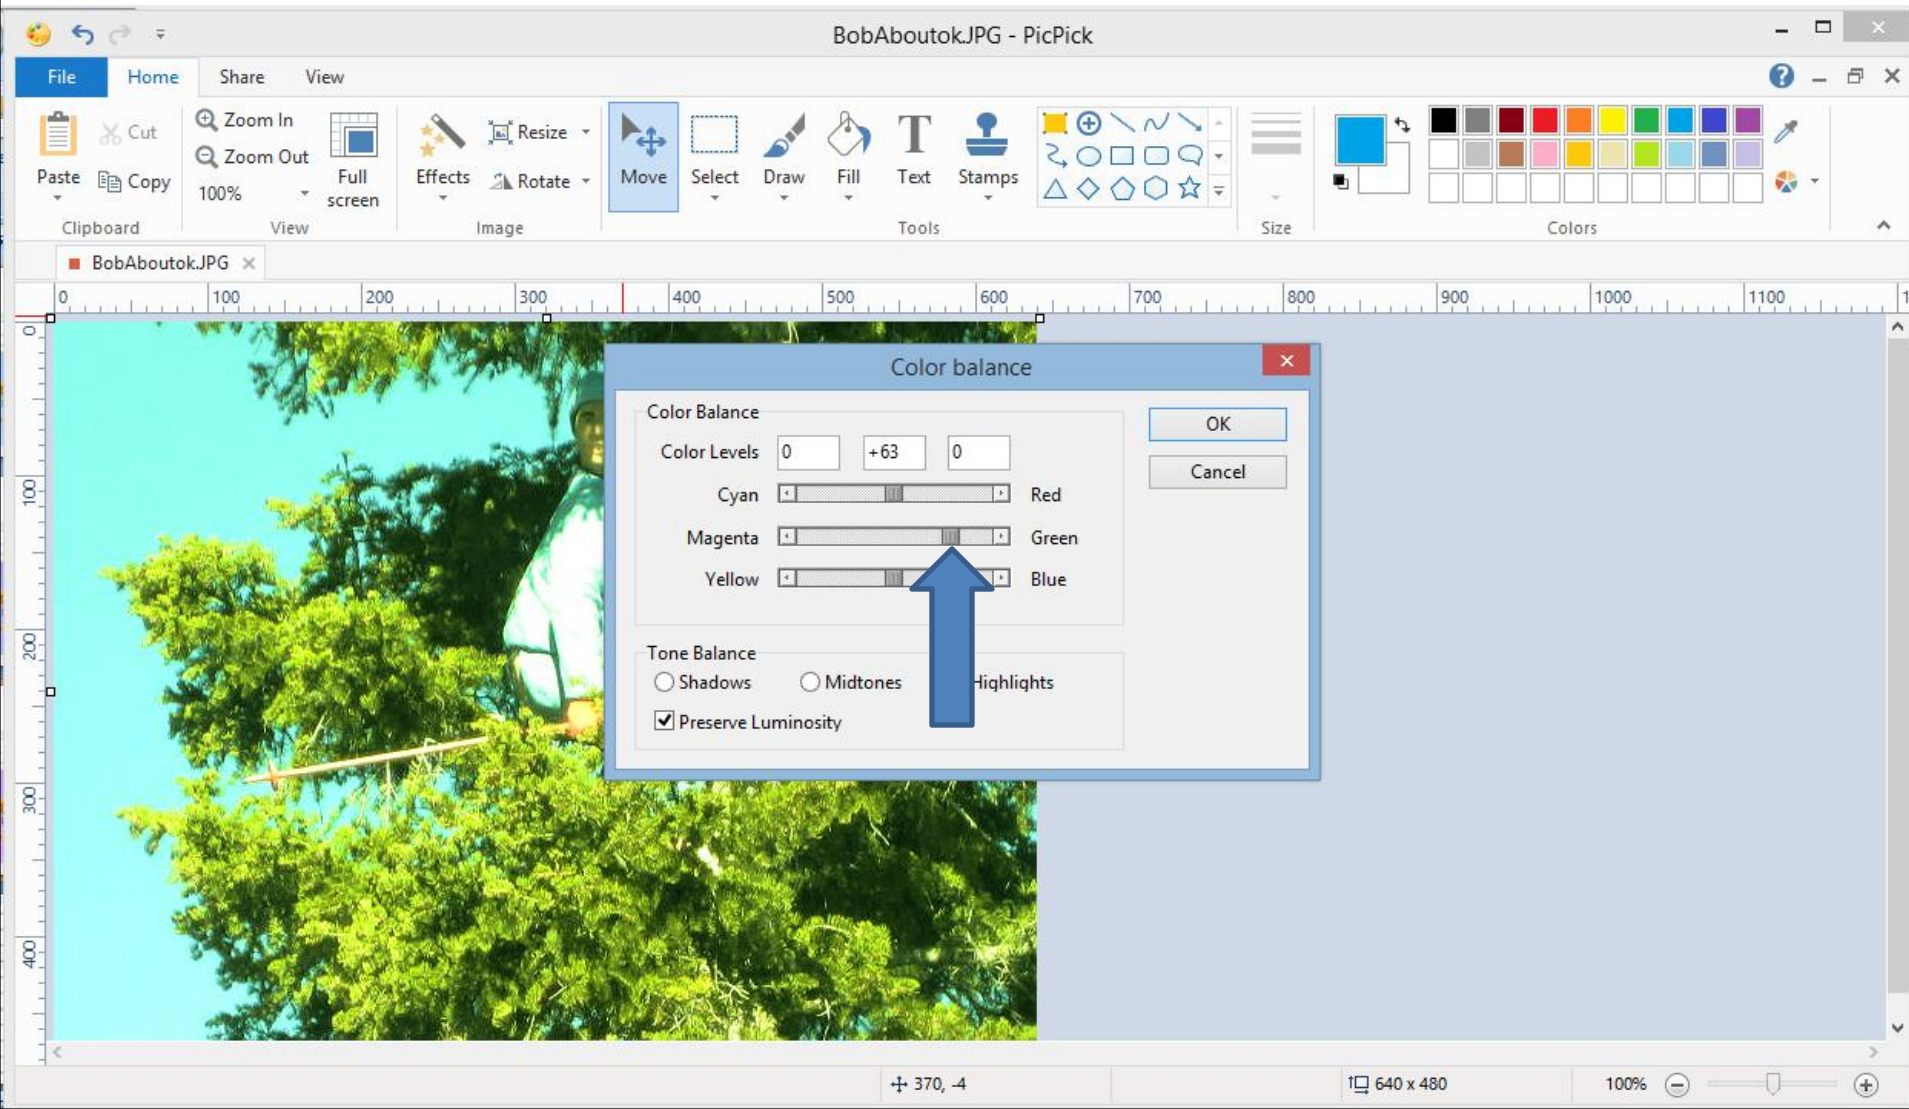 BobAboutok.JPG - PicPick
File Home Share View
Paste Cut Copy
Zoom In
Zoom Out
100%
Full screen
Effects Resize Rotate
Move Select Draw Fill Text Stamps
Clipboard View Image Tools Size Colors
BobAboutok.JPG
0 100 200 300 400 500 600 700 800 900 1000 1100 1
0
100
200
300
400
Color balance
Color Balance
Color Levels 0 +63 0
Cyan Red
Magenta Green
Yellow Blue
OK
Cancel
Tone Balance
Shadows Midtones Highlights
Preserve Luminosity
370, -4 640 x 480 100%